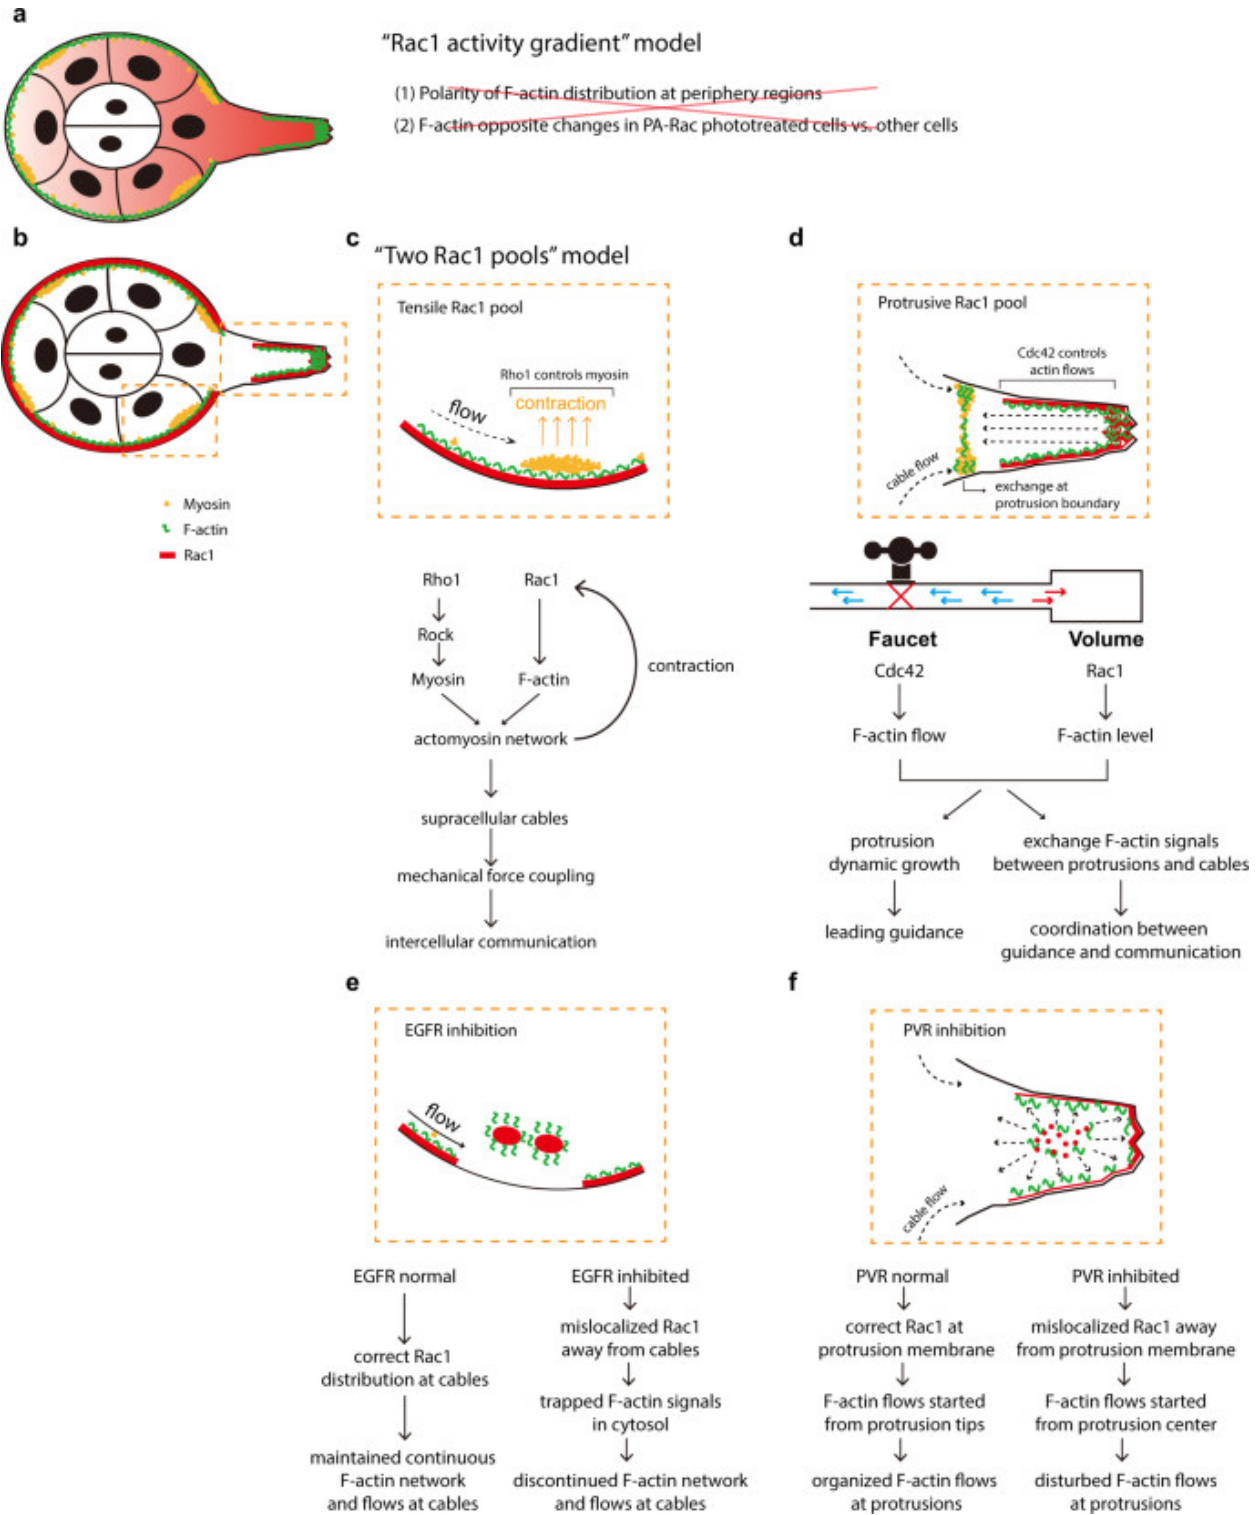 a
"Rac1 activity gradient" model
(1) Polarity of F-actin distribution at periphery regions
(2) F-actin opposite changes in PA-Rac phototreated cells vs. other cells
b
Myosin
F-actin
Rac1
c
"Two Rac1 pools" model
Tensile Rac1 pool
Rho1 controls myosin
contraction
flow
Rho1
Rac1
Rock
Myosin
F-actin
contraction
actomyosin network
supracellular cables
mechanical force coupling
intercellular communication
d
Protrusive Rac1 pool
Cdc42 controls
actin flows
cable flow
exchange at
protrusion boundary
Faucet
Volume
Cdc42
Rac1
F-actin flow
F-actin level
protrusion
dynamic growth
exchange F-actin signals
between protrusions and cables
leading guidance
coordination between
guidance and communication
e
EGFR inhibition
flow
EGFR normal
correct Rac1
distribution at cables
maintained continuous
F-actin network
and flows at cables
EGFR inhibited
mislocalized Rac1
away from cables
trapped F-actin signals
in cytosol
discontinued F-actin network
and flows at cables
f
PVR inhibition
cable flow
PVR normal
correct Rac1 at
protrusion membrane
F-actin flows started
from protrusion tips
organized F-actin flows
at protrusions
PVR inhibited
mislocalized Rac1 away
from protrusion membrane
F-actin flows started
from protrusion center
disturbed F-actin flows
at protrusions